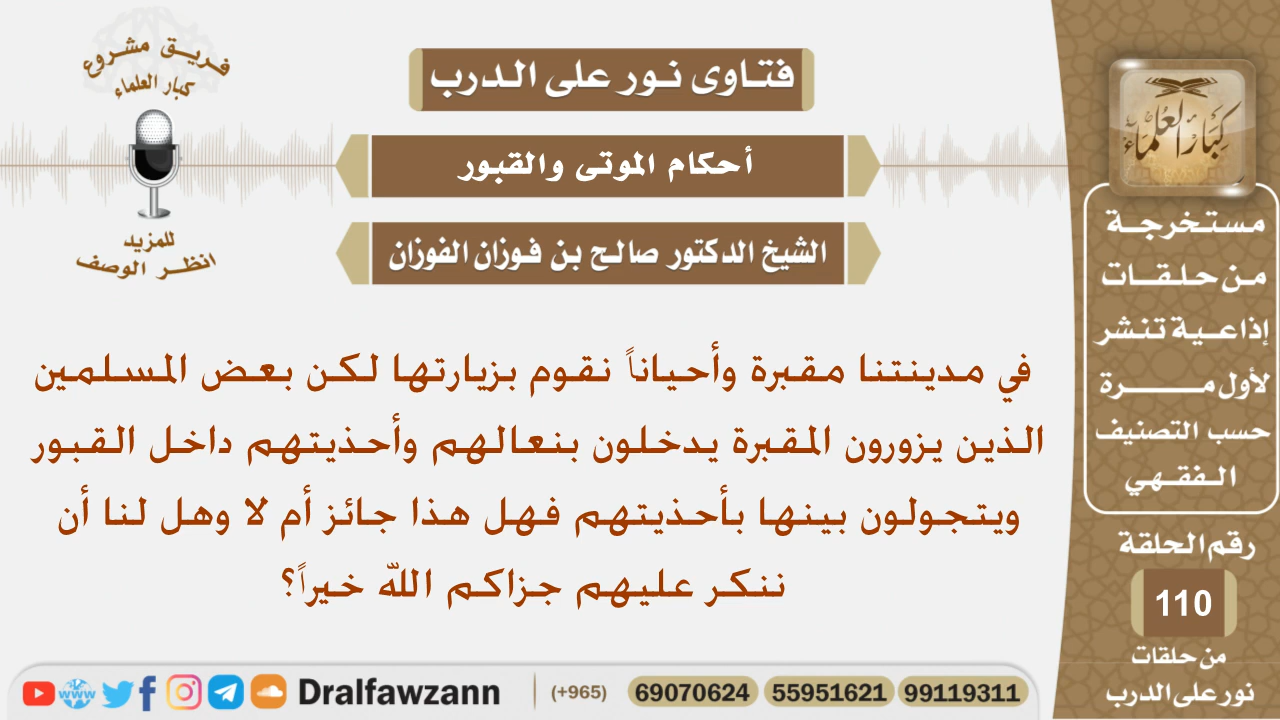 فريق مشروع
كبار العلماء
للمزيد
انظر الوصف
فتاوى نور على الدرب
أحكام الموتى والقبور
الشيخ الدكتور صالح بن فوزان الفوزان
في مدينتنا مقبرة وأحياناً نقوم بزيارتها لكن بعض المسلمين
الذين يزورون المقبرة يدخلون بنعالهم وأحذيتهم داخل القبور
ويتجولون بينها بأحذيتهم فهل هذا جائز أم لا وهل لنا أن
ننكر عليهم جزاكم الله خيراً؟
كبار العلماء
مستخرجة
من حلقات
إذاعية تنشر
لأول مرة
حسب التصنيف
الفقهي
رقم الحلقة
110
من حلقات
نور على الدرب
www
Dralfawzann
(+965) 69070624 55951621 99119311